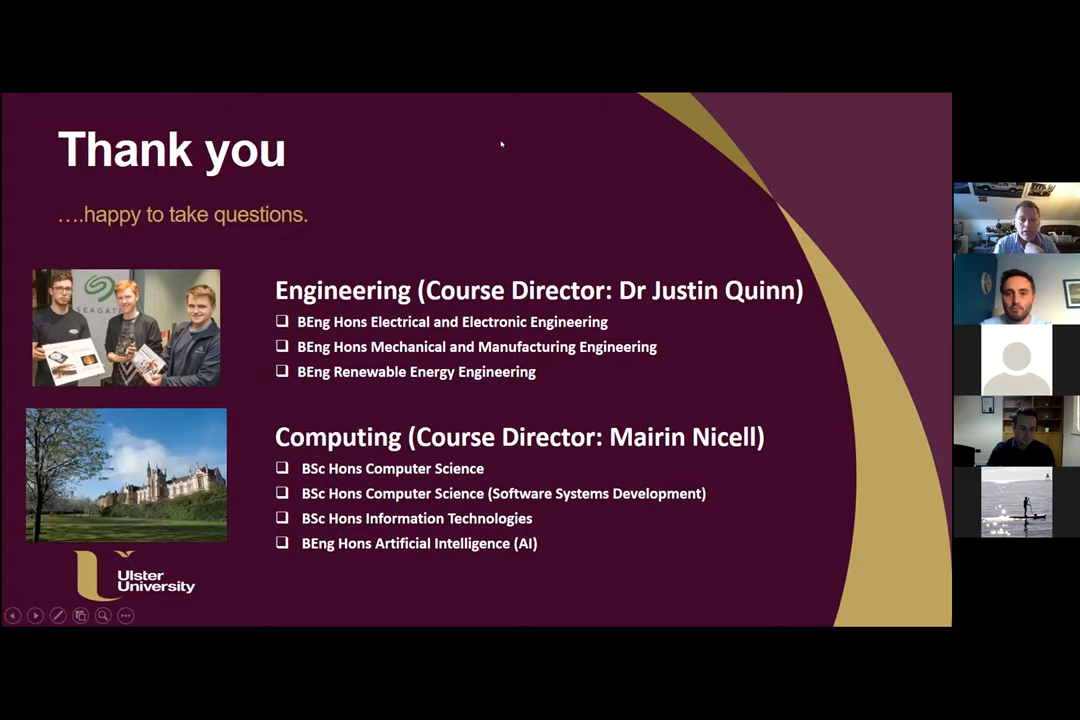 Thank you
….happy to take questions.
SEAGATE
Engineering (Course Director: Dr Justin Quinn)
BEng Hons Electrical and Electronic Engineering
BEng Hons Mechanical and Manufacturing Engineering
BEng Renewable Energy Engineering
Computing (Course Director: Mairin Nicell)
BSc Hons Computer Science
BSc Hons Computer Science (Software Systems Development)
BSc Hons Information Technologies
BEng Hons Artificial Intelligence (AI)
Ulster
University